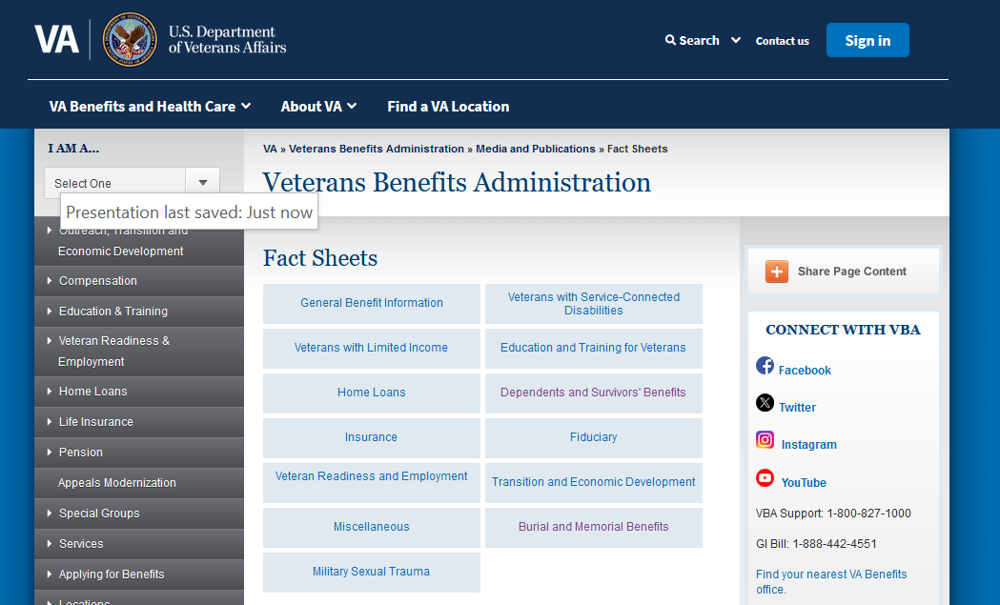 VA
U.S. Department
of Veterans Affairs
Search
Contact us
Sign in
VA Benefits and Health Care
About VA
Find a VA Location
I AM A...
Select One
Presentation last saved: Just now
Outreach, Transition and
Economic Development
Compensation
Education & Training
Veteran Readiness &
Employment
Home Loans
Life Insurance
Pension
Appeals Modernization
Special Groups
Services
Applying for Benefits
Locations
VA » Veterans Benefits Administration » Media and Publications » Fact Sheets
Veterans Benefits Administration
Fact Sheets
General Benefit Information
Veterans with Service-Connected
Disabilities
Veterans with Limited Income
Education and Training for Veterans
Home Loans
Dependents and Survivors' Benefits
Insurance
Fiduciary
Veteran Readiness and Employment
Transition and Economic Development
Miscellaneous
Burial and Memorial Benefits
Military Sexual Trauma
Share Page Content
CONNECT WITH VBA
Facebook
Twitter
Instagram
YouTube
VBA Support: 1-800-827-1000
GI Bill: 1-888-442-4551
Find your nearest VA Benefits
office.